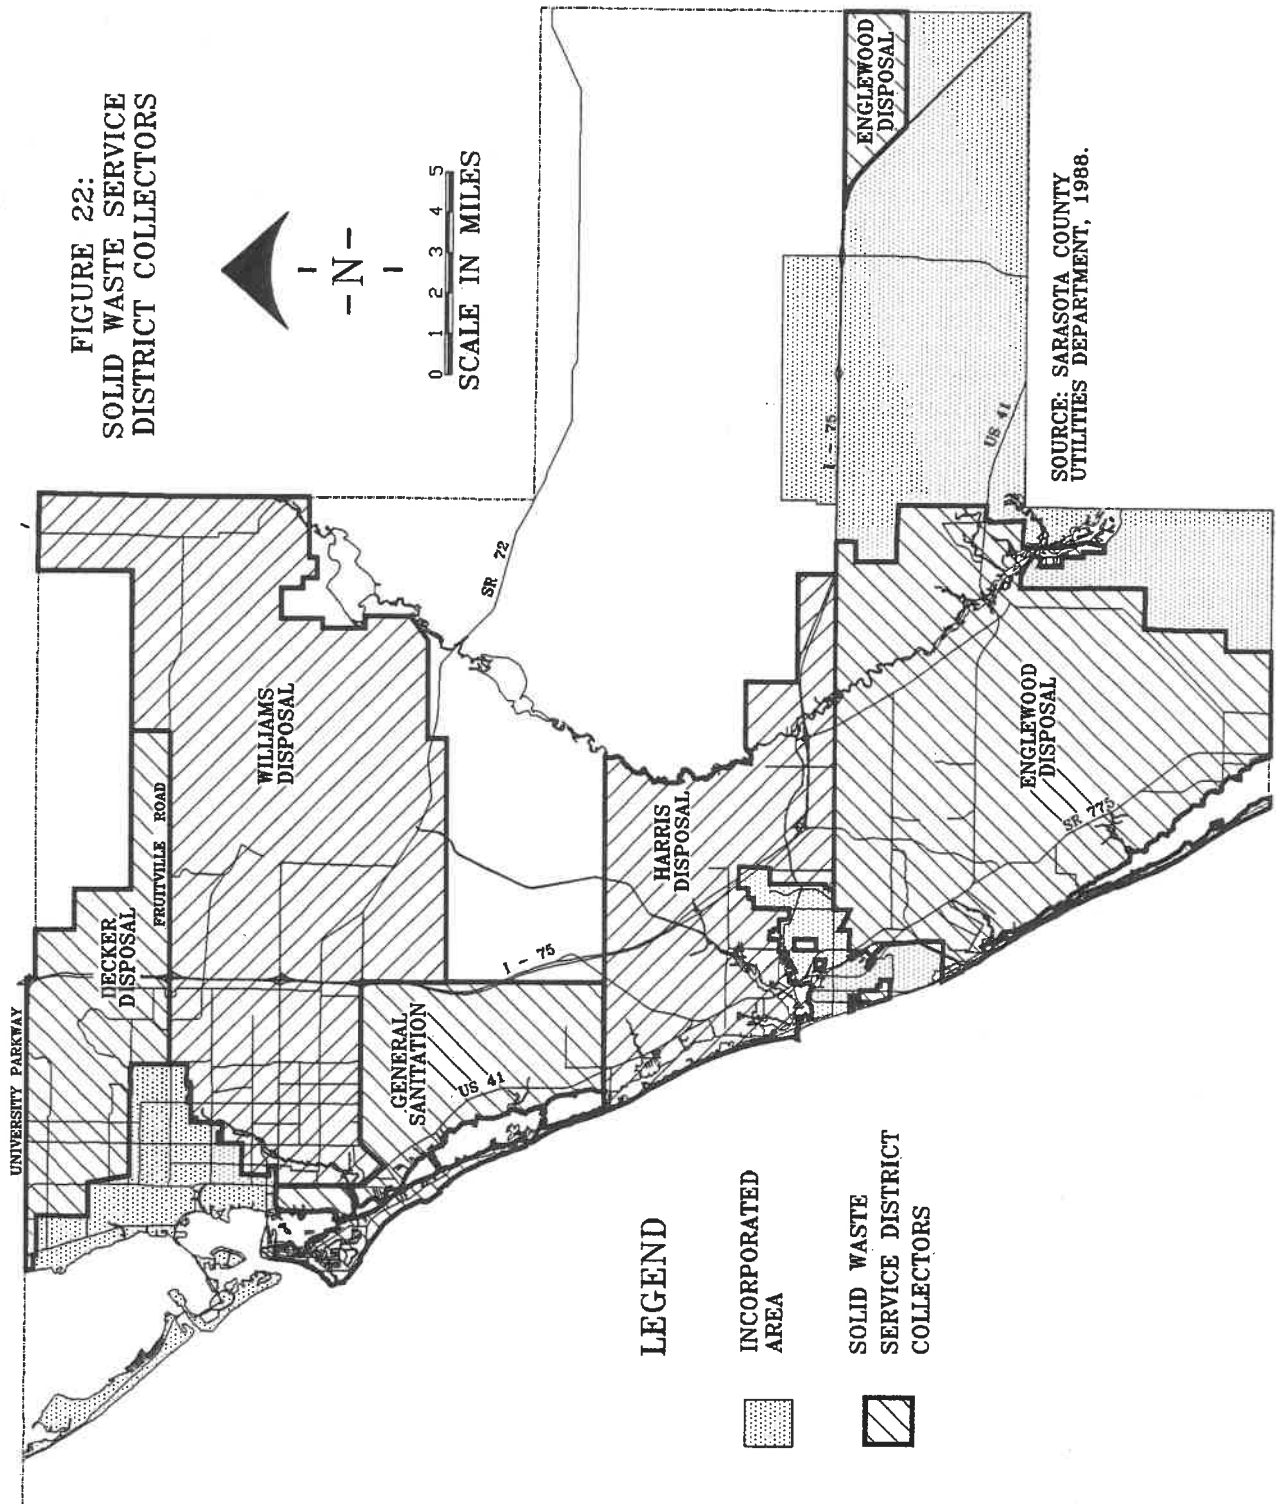 FIGURE 22:
SOLID WASTE SERVICE
DISTRICT COLLECTORS
-N-
0 1 2 3 4 5
SCALE IN MILES
UNIVERSITY PARKWAY
DECKER
DISPOSAL
FRUITVILLE ROAD
WILLIAMS
DISPOSAL
SR 72
GENERAL
SANITATION
US 41
I - 75
HARRIS
DISPOSAL
ENGLEWOOD
DISPOSAL
SR 775
I - 75
US 41
ENGLEWOOD
DISPOSAL
LEGEND
INCORPORATED
AREA
SOLID WASTE
SERVICE DISTRICT
COLLECTORS
SOURCE: SARASOTA COUNTY
UTILITIES DEPARTMENT, 1988.